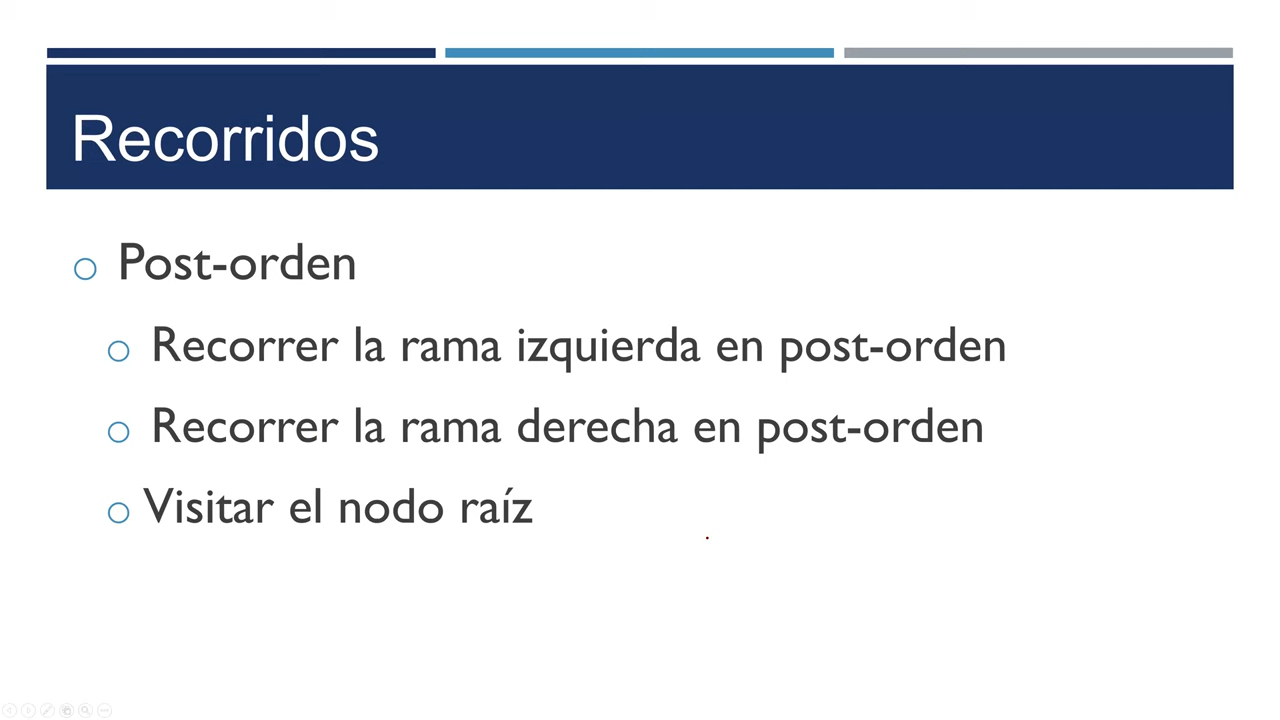 Recorridos
Post-orden
Recorrer la rama izquierda en post-orden
Recorrer la rama derecha en post-orden
Visitar el nodo raíz